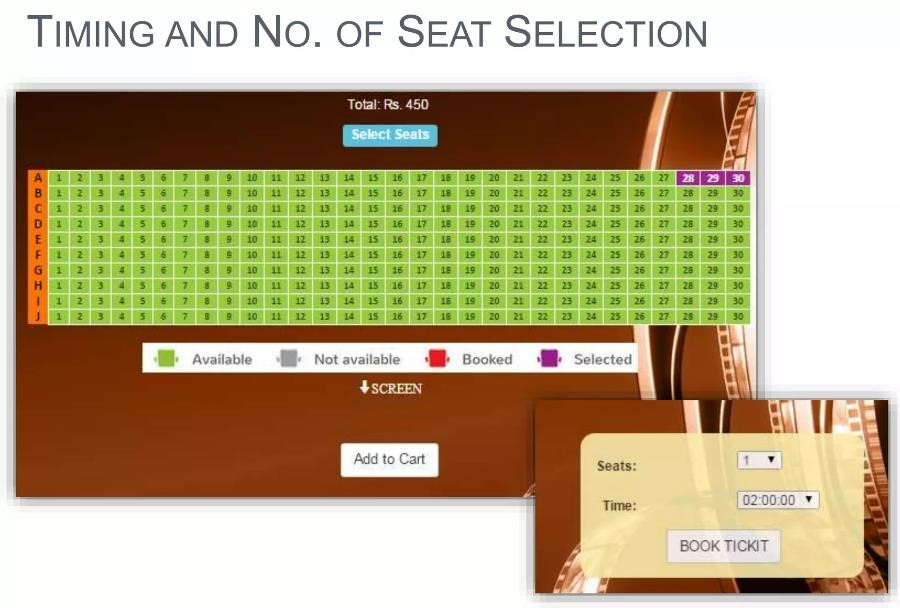 TIMING AND NO. OF SEAT SELECTION
Total: Rs. 450
Select Seats
A 1 2 3 4 5 6 7 8 9 10 11 12 13 14 15 16 17 18 19 20 21 22 23 24 25 26 27 28 29 30
B 1 2 3 4 5 6 7 8 9 10 11 12 13 14 15 16 17 18 19 20 21 22 23 24 25 26 27 28 29 30
C 1 2 3 4 5 6 7 8 9 10 11 12 13 14 15 16 17 18 19 20 21 22 23 24 25 26 27 28 29 30
D 1 2 3 4 5 6 7 8 9 10 11 12 13 14 15 16 17 18 19 20 21 22 23 24 25 26 27 28 29 30
E 1 2 3 4 5 6 7 8 9 10 11 12 13 14 15 16 17 18 19 20 21 22 23 24 25 26 27 28 29 30
F 1 2 3 4 5 6 7 8 9 10 11 12 13 14 15 16 17 18 19 20 21 22 23 24 25 26 27 28 29 30
G 1 2 3 4 5 6 7 8 9 10 11 12 13 14 15 16 17 18 19 20 21 22 23 24 25 26 27 28 29 30
H 1 2 3 4 5 6 7 8 9 10 11 12 13 14 15 16 17 18 19 20 21 22 23 24 25 26 27 28 29 30
I 1 2 3 4 5 6 7 8 9 10 11 12 13 14 15 16 17 18 19 20 21 22 23 24 25 26 27 28 29 30
J 1 2 3 4 5 6 7 8 9 10 11 12 13 14 15 16 17 18 19 20 21 22 23 24 25 26 27 28 29 30
Available Not available Booked Selected
SCREEN
Add to Cart
Seats: 1
Time: 02:00:00
BOOK TICKIT